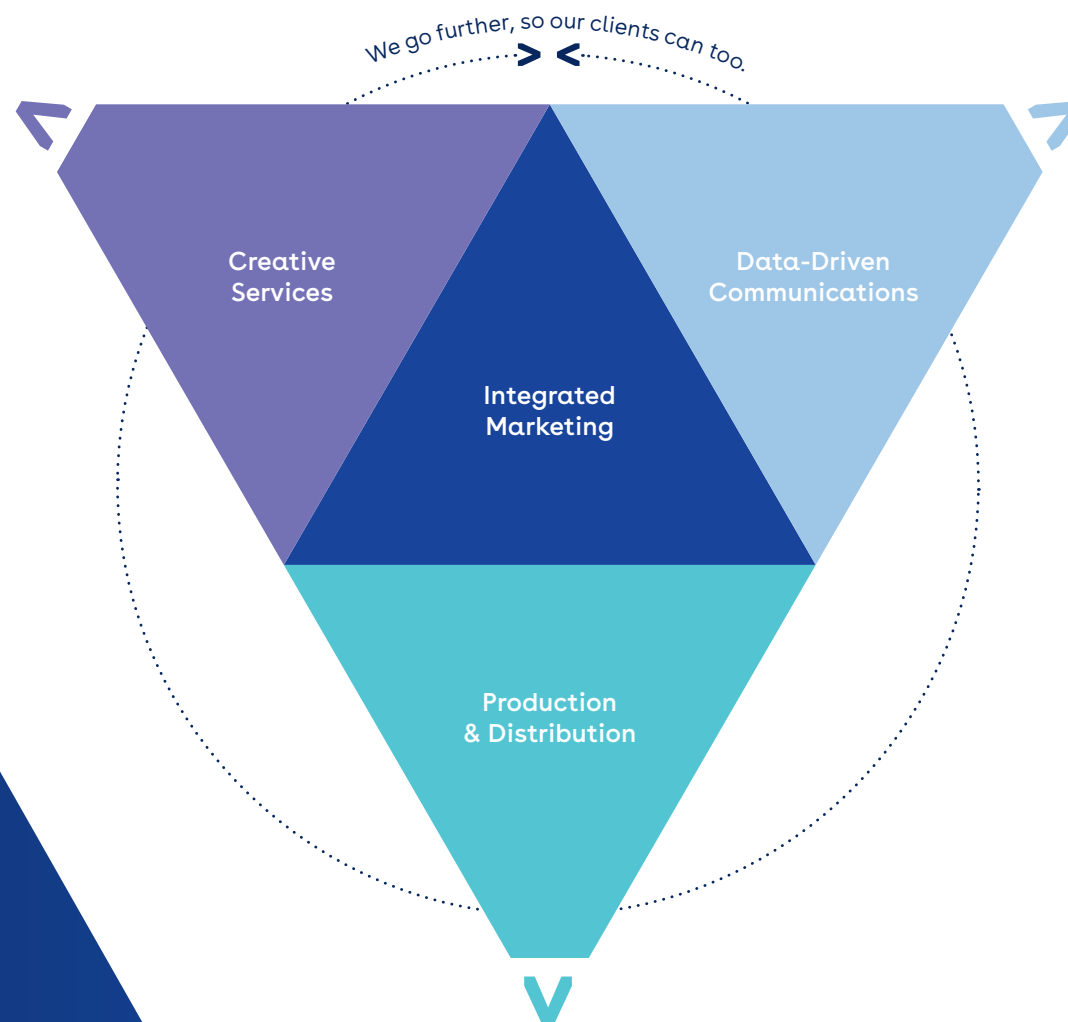 We go further, so our clients can too.
Creative
Services
Data-Driven
Communications
Integrated
Marketing
Production
& Distribution